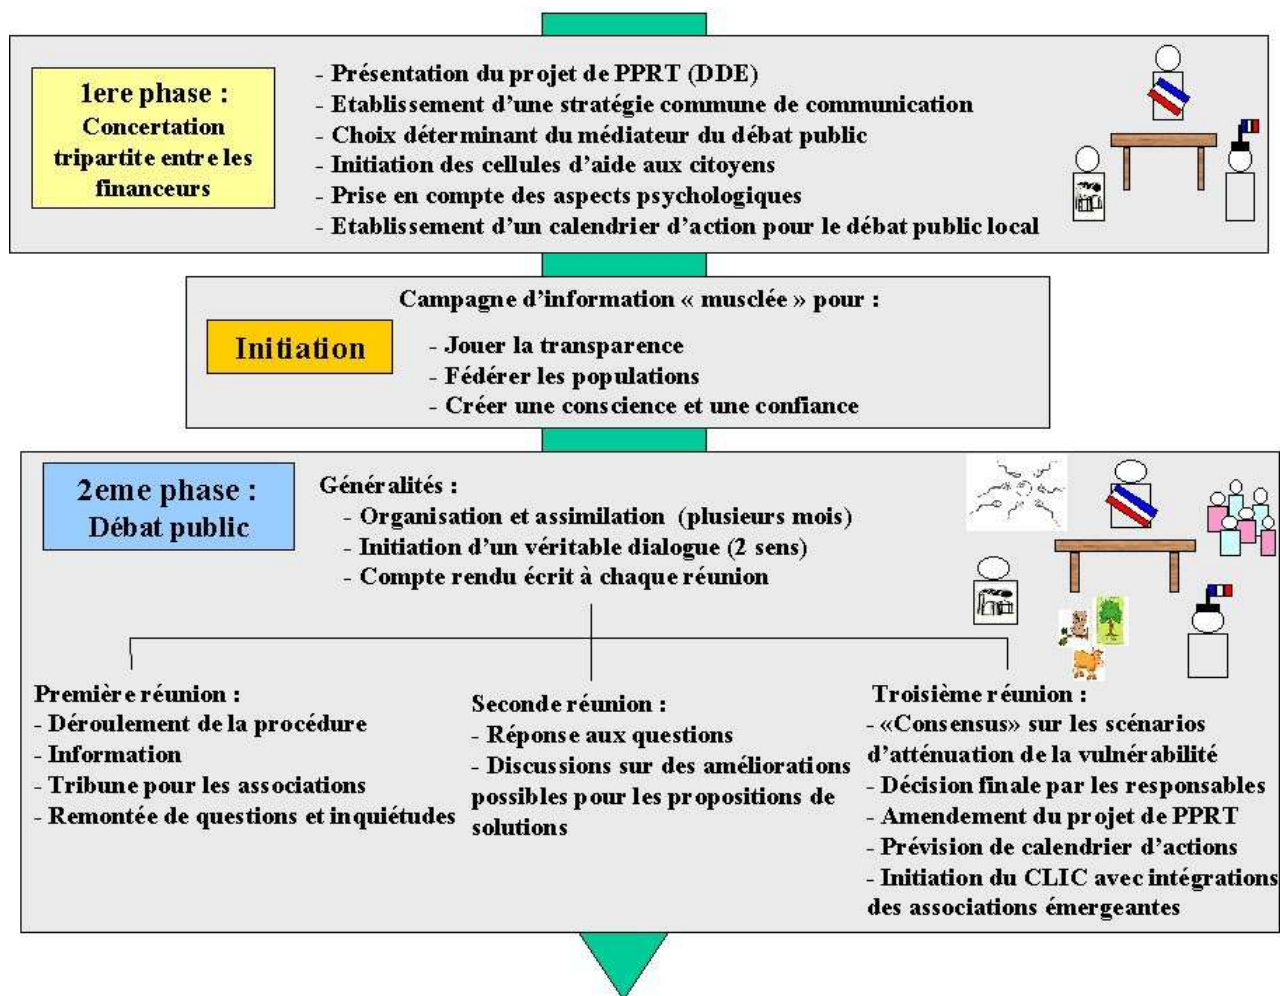 1ere phase :
Concertation
tripartite entre les
financeurs
- Présentation du projet de PPRT (DDE)
- Etablissement d'une stratégie commune de communication
- Choix déterminant du médiateur du débat public
- Initiation des cellules d'aide aux citoyens
- Prise en compte des aspects psychologiques
- Etablissement d'un calendrier d'action pour le débat public local
Campagne d'information « musclée » pour :
Initiation
- Jouer la transparence
- Fédérer les populations
- Créer une conscience et une confiance
2eme phase :
Débat public
Généralités :
- Organisation et assimilation (plusieurs mois)
- Initiation d'un véritable dialogue (2 sens)
- Compte rendu écrit à chaque réunion
Première réunion :
- Déroulement de la procédure
- Information
- Tribune pour les associations
- Remontée de questions et inquiétudes
Seconde réunion :
- Réponse aux questions
- Discussions sur des améliorations
possibles pour les propositions de
solutions
Troisième réunion :
- «Consensus» sur les scénarios
d'atténuation de la vulnérabilité
- Décision finale par les responsables
- Amendement du projet de PPRT
- Prévision de calendrier d'actions
- Initiation du CLIC avec intégrations
des associations émergeantes